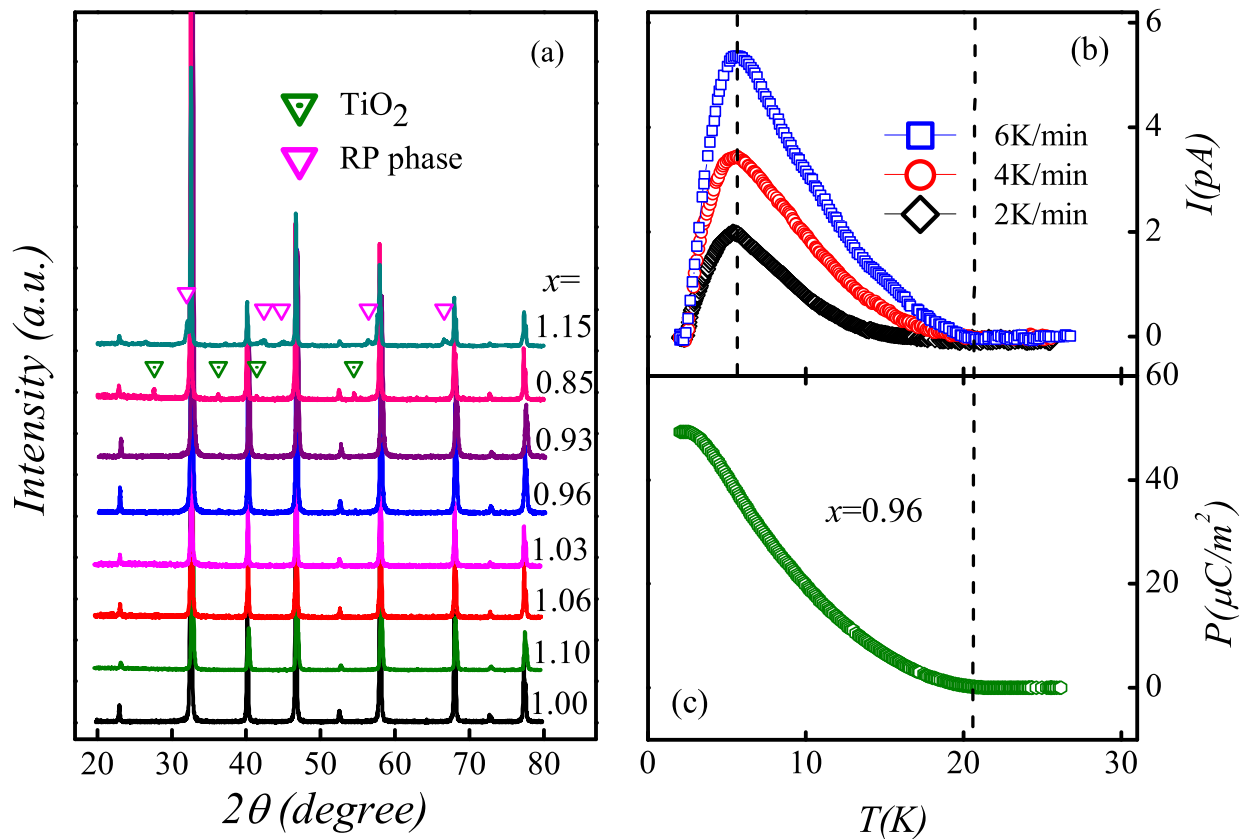 (a)
TiO2
RP phase
x=
1.15
0.85
0.93
0.96
1.03
1.06
1.10
1.00
Intensity (a.u.)
20 30 40 50 60 70 80
2θ (degree)
(b)
6K/min
4K/min
2K/min
6
4
2
0
I(pA)
x=0.96
(c)
60
40
20
0
P(μC/m²)
0 10 20 30
T(K)